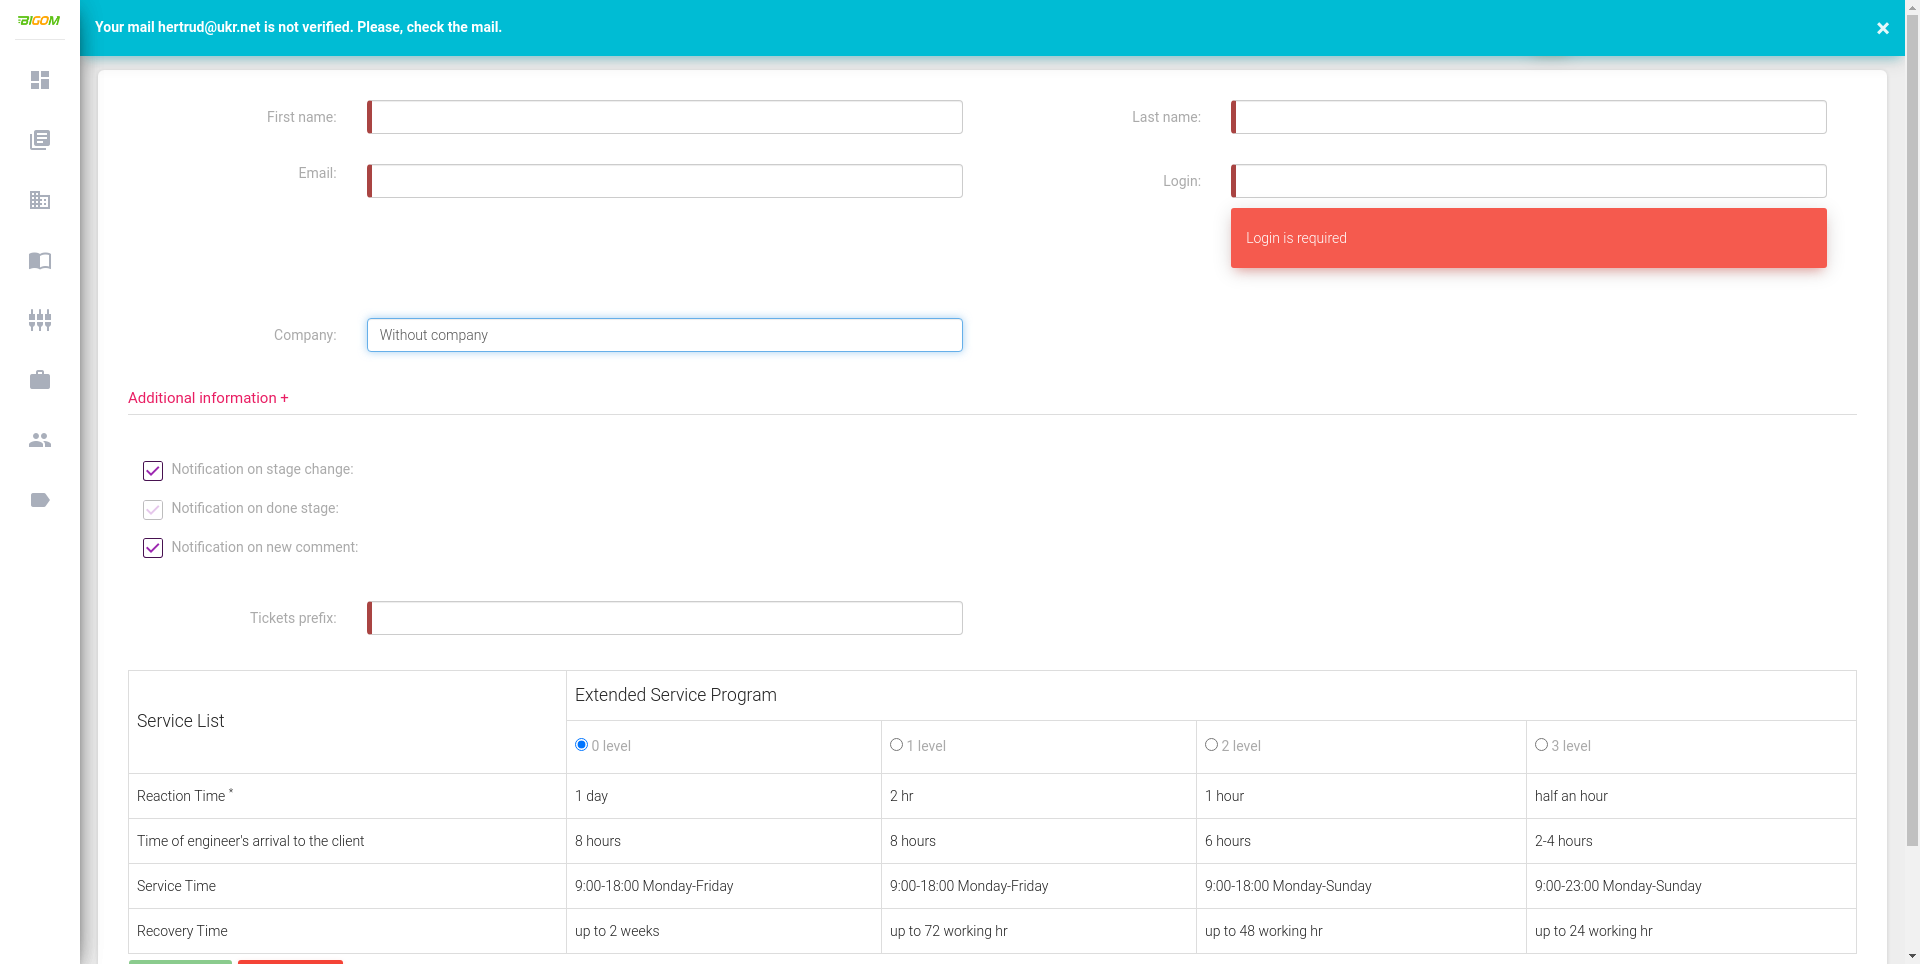 BIGOM
Your mail hertrud@ukr.net is not verified. Please, check the mail.
×
First name:
Last name:
Email:
Login:
Login is required
Company:
Without company
Additional information +
Notification on stage change:
Notification on done stage:
Notification on new comment:
Tickets prefix:
Service List
Extended Service Program
0 level
1 level
2 level
3 level
Reaction Time *
1 day
2 hr
1 hour
half an hour
Time of engineer's arrival to the client
8 hours
8 hours
6 hours
2-4 hours
Service Time
9:00-18:00 Monday-Friday
9:00-18:00 Monday-Friday
9:00-18:00 Monday-Sunday
9:00-23:00 Monday-Sunday
Recovery Time
up to 2 weeks
up to 72 working hr
up to 48 working hr
up to 24 working hr